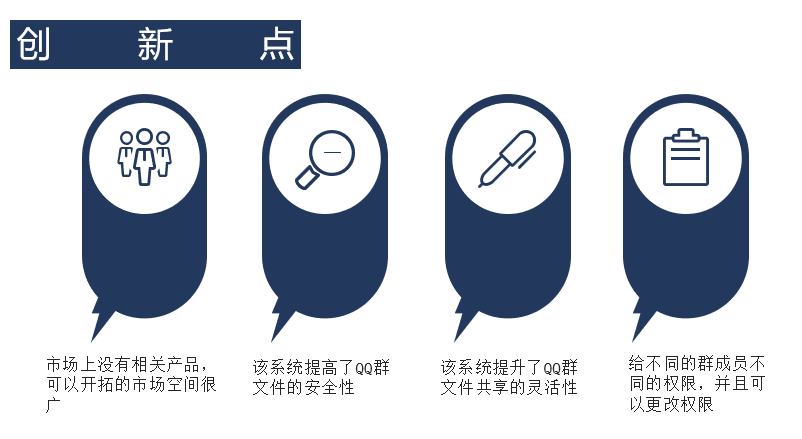 创新点
市场上没有相关产品，
可以开拓的市场空间很
广
该系统提高了QQ群
文件的安全性
该系统提升了QQ群
文件共享的灵活性
给不同的群成员不
同的权限，并且可
以更改权限